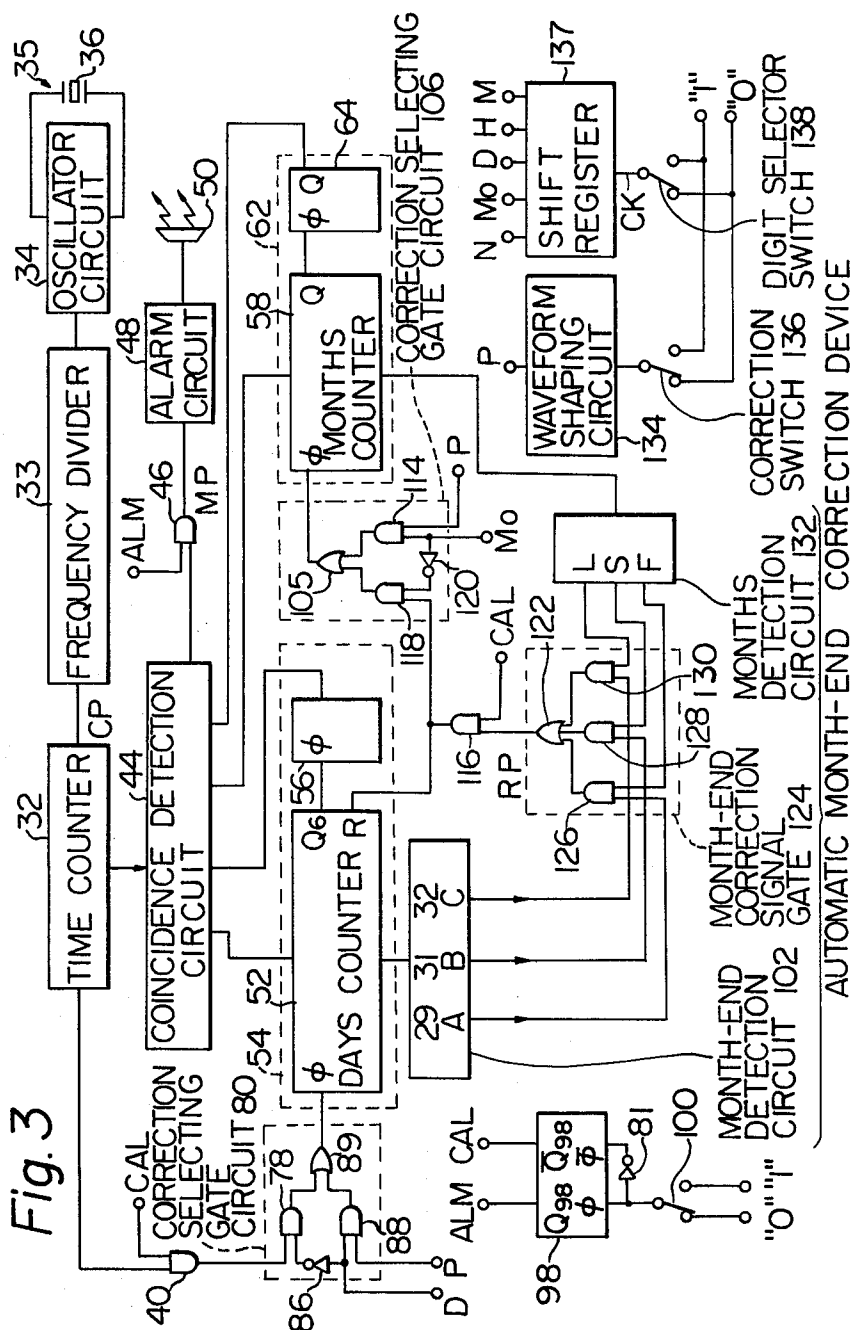 Fig. 3
32
TIME COUNTER
CP
33
FREQUENCY DIVIDER
34
OSCILLATOR
CIRCUIT
35
36
44
COINCIDENCE DETECTION
CIRCUIT
ALM
46
MP
48
ALARM
CIRCUIT
50
CAL
40
CORRECTION
SELECTING
GATE
CIRCUIT 80
78
86
88
89
D
P
54
52
φ
DAYS COUNTER
Q6
R
56
φ
105
118
114
120
P
Mo
62
58
φ
Q
MONTHS
COUNTER
φ
Q
64
CORRECTION SELECTING
GATE CIRCUIT 106
29
31
32
A
B
C
RP
116
CAL
122
126
128
130
L
S
F
N
Mo
D
H
M
137
SHIFT
REGISTER
CK
P
WAVEFORM
SHAPING
CIRCUIT
134
"1"
"0"
DIGIT SELECTOR
SWITCH 138
CORRECTION
SWITCH 136
ALM
CAL
Q98
Q̅98
φ
φ̅
98
81
100
"0"
"1"
MONTH-END
DETECTION
CIRCUIT 102
MONTH-END
CORRECTION
SIGNAL
GATE 124
MONTHS
DETECTION
CIRCUIT 132
AUTOMATIC MONTH-END CORRECTION DEVICE